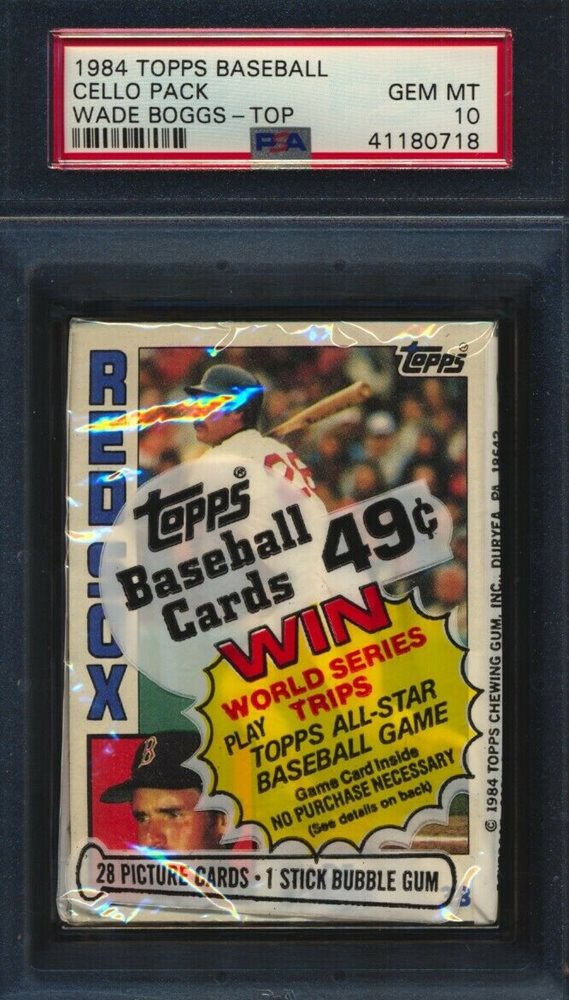 1984 TOPPS BASEBALL
CELLO PACK
WADE BOGGS - TOP
GEM MT
10
PSA
41180718
RED SOX
TOPPS®
26
TOPPS®
Baseball
Cards
49¢
WIN
WORLD SERIES
TRIPS
PLAY
TOPPS ALL-STAR
BASEBALL GAME
Game Card Inside
NO PURCHASE NECESSARY
(See details on back)
© 1984 TOPPS CHEWING GUM, INC., DURYEA, PA. 18642
B
28 PICTURE CARDS • 1 STICK BUBBLE GUM